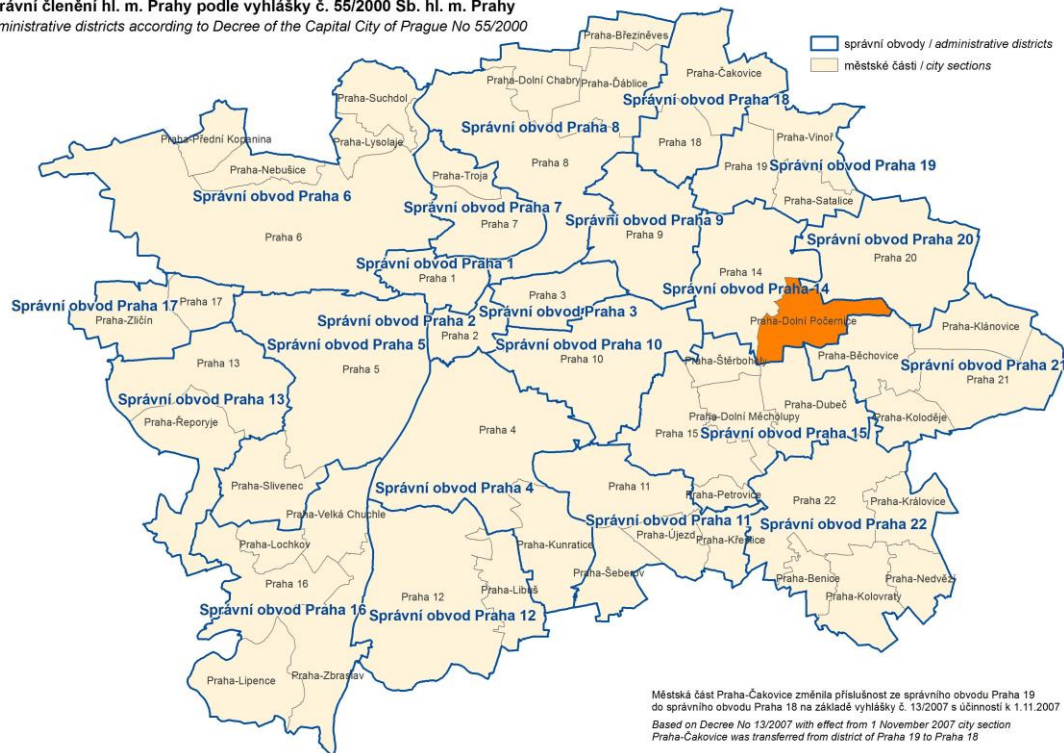 rávní členění hl. m. Prahy podle vyhlášky č. 55/2000 Sb. hl. m. Prahy
ministrative districts according to Decree of the Capital City of Prague No 55/2000
správní obvody / administrative districts
městské části / city sections
Praha-Březiněves
Praha-Čakovice
Praha-Dolní Chabry
Praha-Ďáblice
Praha-Suchdol
Správní obvod Praha 18
Správní obvod Praha 8
Praha-Přední Kopanina
Praha-Lysolaje
Praha 18
Praha-Vinoř
Praha 8
Praha-Nebušice
Praha-Troja
Praha 19
Správní obvod Praha 19
Správní obvod Praha 6
Praha-Satalice
Správní obvod Praha 7
Správní obvod Praha 9
Praha 7
Praha 9
Praha 6
Správní obvod Praha 20
Praha 20
Správní obvod Praha 1
Praha 1
Praha 14
Správní obvod Praha 14
Praha 3
Praha 17
Správní obvod Praha 17
Správní obvod Praha 3
Praha-Zličín
Správní obvod Praha 2
Praha-Dolní Počernice
Praha-Klánovice
Praha 2
Správní obvod Praha 5
Správní obvod Praha 10
Praha 10
Praha-Štěrboholy
Praha-Běchovice
Praha 13
Praha 5
Správní obvod Praha 21
Praha 21
Správní obvod Praha 13
Praha-Dubeč
Praha-Dolní Měcholupy
Praha-Koloděje
Praha-Řeporyje
Praha 4
Praha 15
Správní obvod Praha 15
Praha-Slivenec
Správní obvod Praha 4
Praha 11
Praha-Petrovice
Praha 22
Praha-Královice
Praha-Velká Chuchle
Správní obvod Praha 11
Správní obvod Praha 22
Praha-Újezd
Praha-Křeslice
Praha-Lochkov
Praha-Kunratice
Praha-Šeberov
Praha 16
Praha-Benice
Praha-Nedvězí
Praha-Libuš
Praha 12
Praha-Kolovraty
Správní obvod Praha 16
Správní obvod Praha 12
Praha-Lipence
Praha-Zbraslav
Městská část Praha-Čakovice změnila příslušnost ze správního obvodu Praha 19
do správního obvodu Praha 18 na základě vyhlášky č. 13/2007 s účinností k 1.11.2007
Based on Decree No 13/2007 with effect from 1 November 2007 city section
Praha-Čakovice was transferred from district of Praha 19 to Praha 18